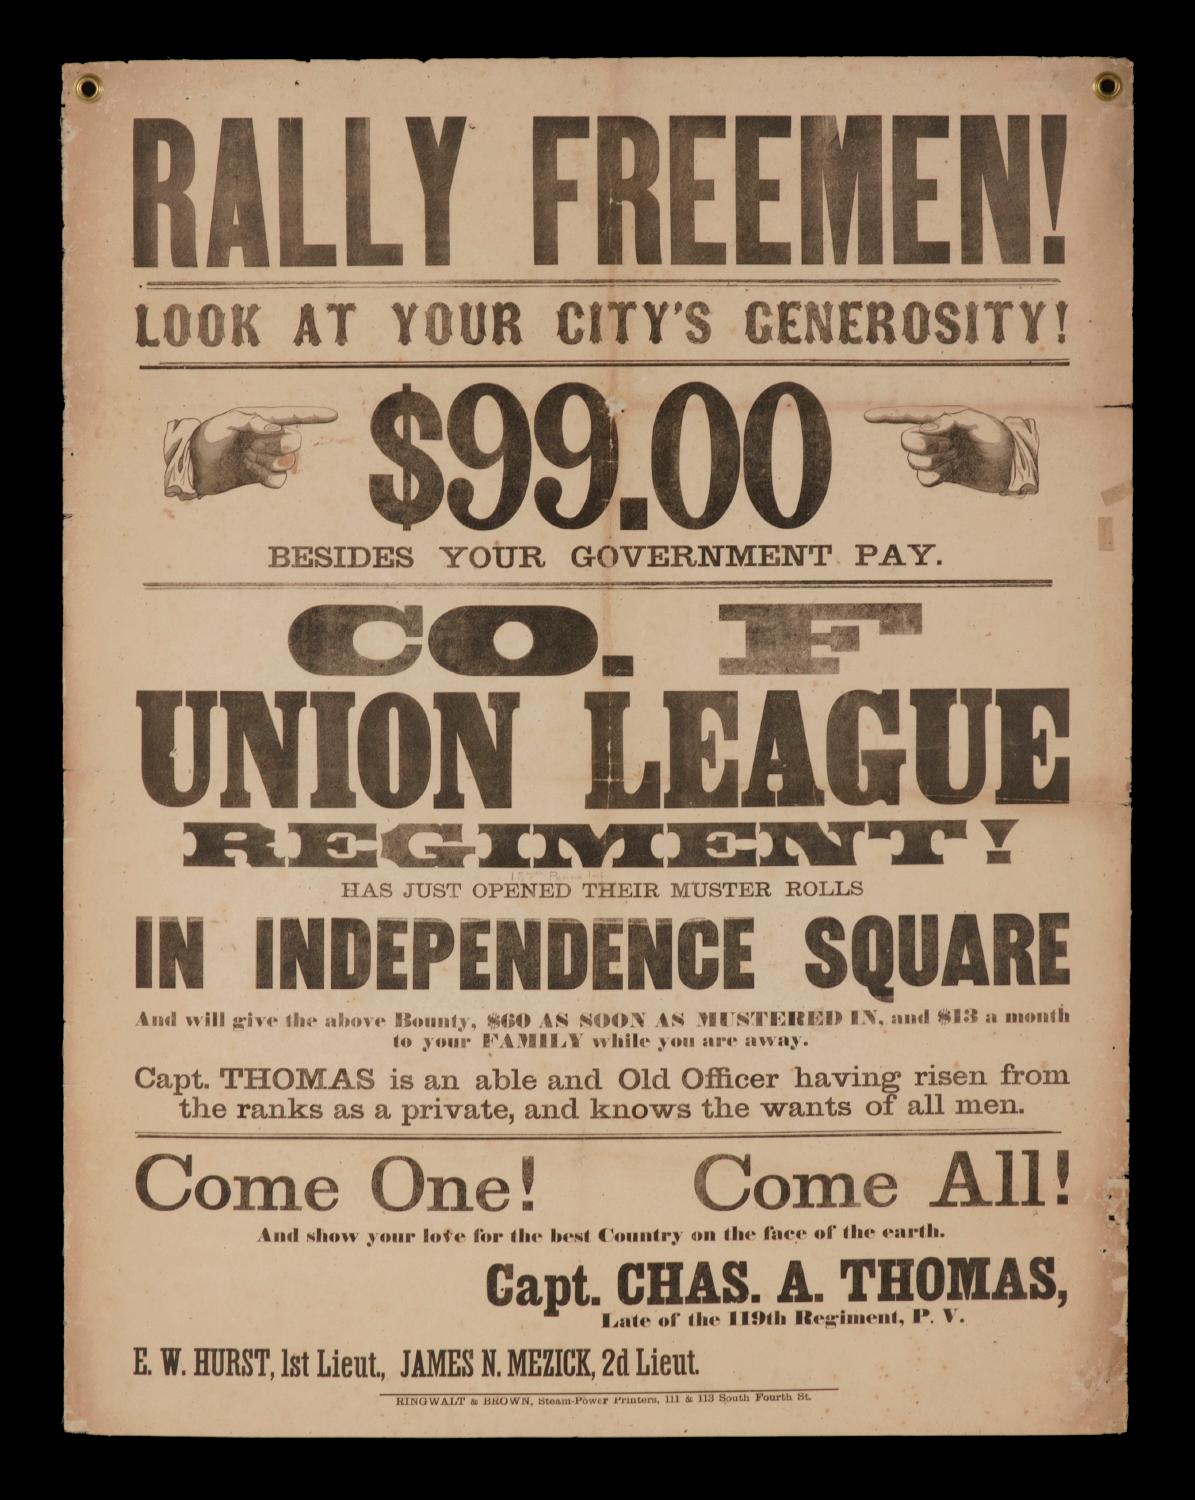 RALLY FREEMEN!
LOOK AT YOUR CITY'S GENEROSITY!
$99.00
BESIDES YOUR GOVERNMENT PAY.
CO. F
UNION LEAGUE
REGIMENT!
157th Penna Inf
HAS JUST OPENED THEIR MUSTER ROLLS
IN INDEPENDENCE SQUARE
And will give the above Bounty, $60 AS SOON AS MUSTERED IN, and $13 a month
to your FAMILY while you are away.
Capt. THOMAS is an able and Old Officer having risen from
the ranks as a private, and knows the wants of all men.
Come One! Come All!
And show your love for the best Country on the face of the earth.
Capt. CHAS. A. THOMAS,
Late of the 119th Regiment, P. V.
E. W. HURST, 1st Lieut., JAMES N. MEZICK, 2d Lieut.
RINGWALT & BROWN, Steam-Power Printers, 111 & 113 South Fourth St.